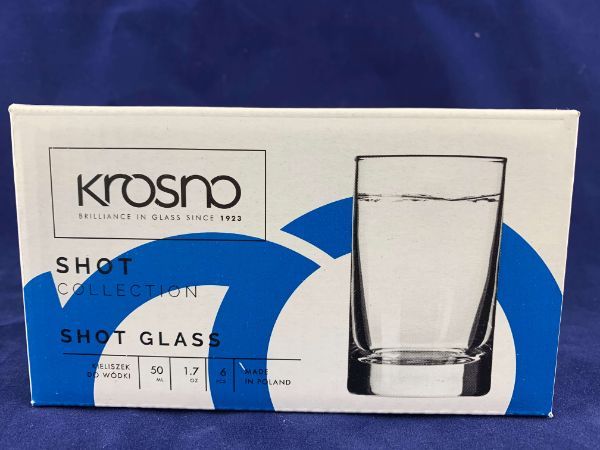 KROSNO
BRILLIANCE IN GLASS SINCE 1923
SHOT
COLLECTION
SHOT GLASS
KIELISZEK
DO WÓDKI
50
ML
1.7
OZ
6
PCS
MADE
IN POLAND